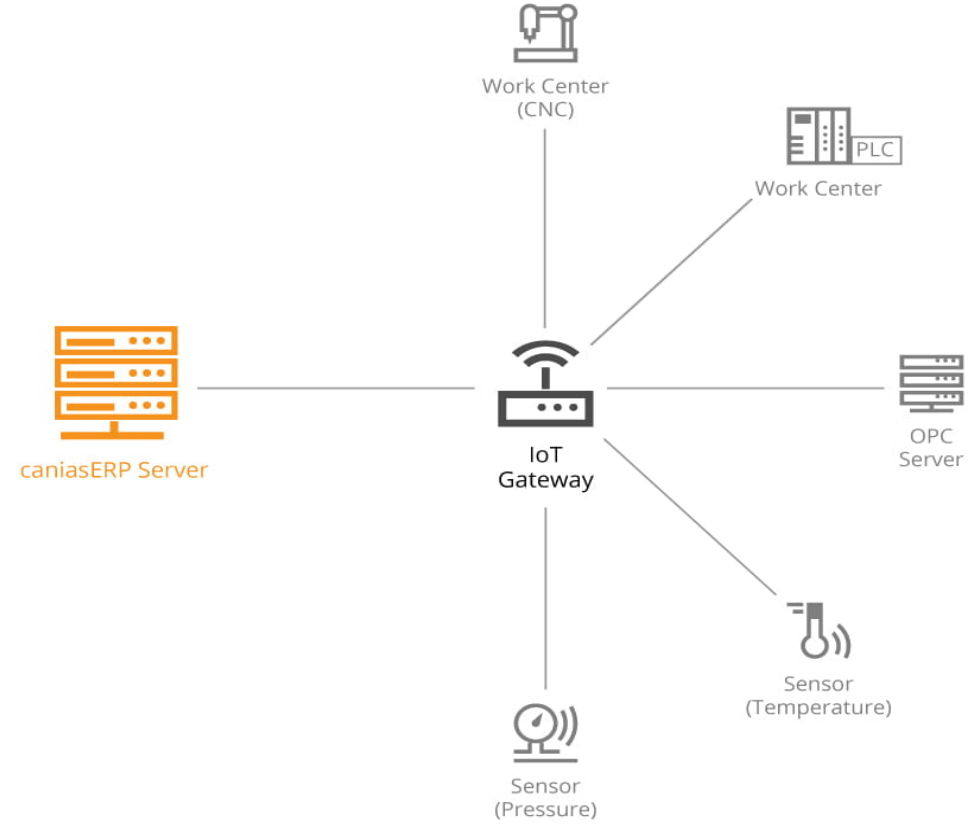 Work Center
(CNC)
PLC
Work Center
caniasERP Server
IoT
Gateway
OPC
Server
Sensor
(Temperature)
Sensor
(Pressure)